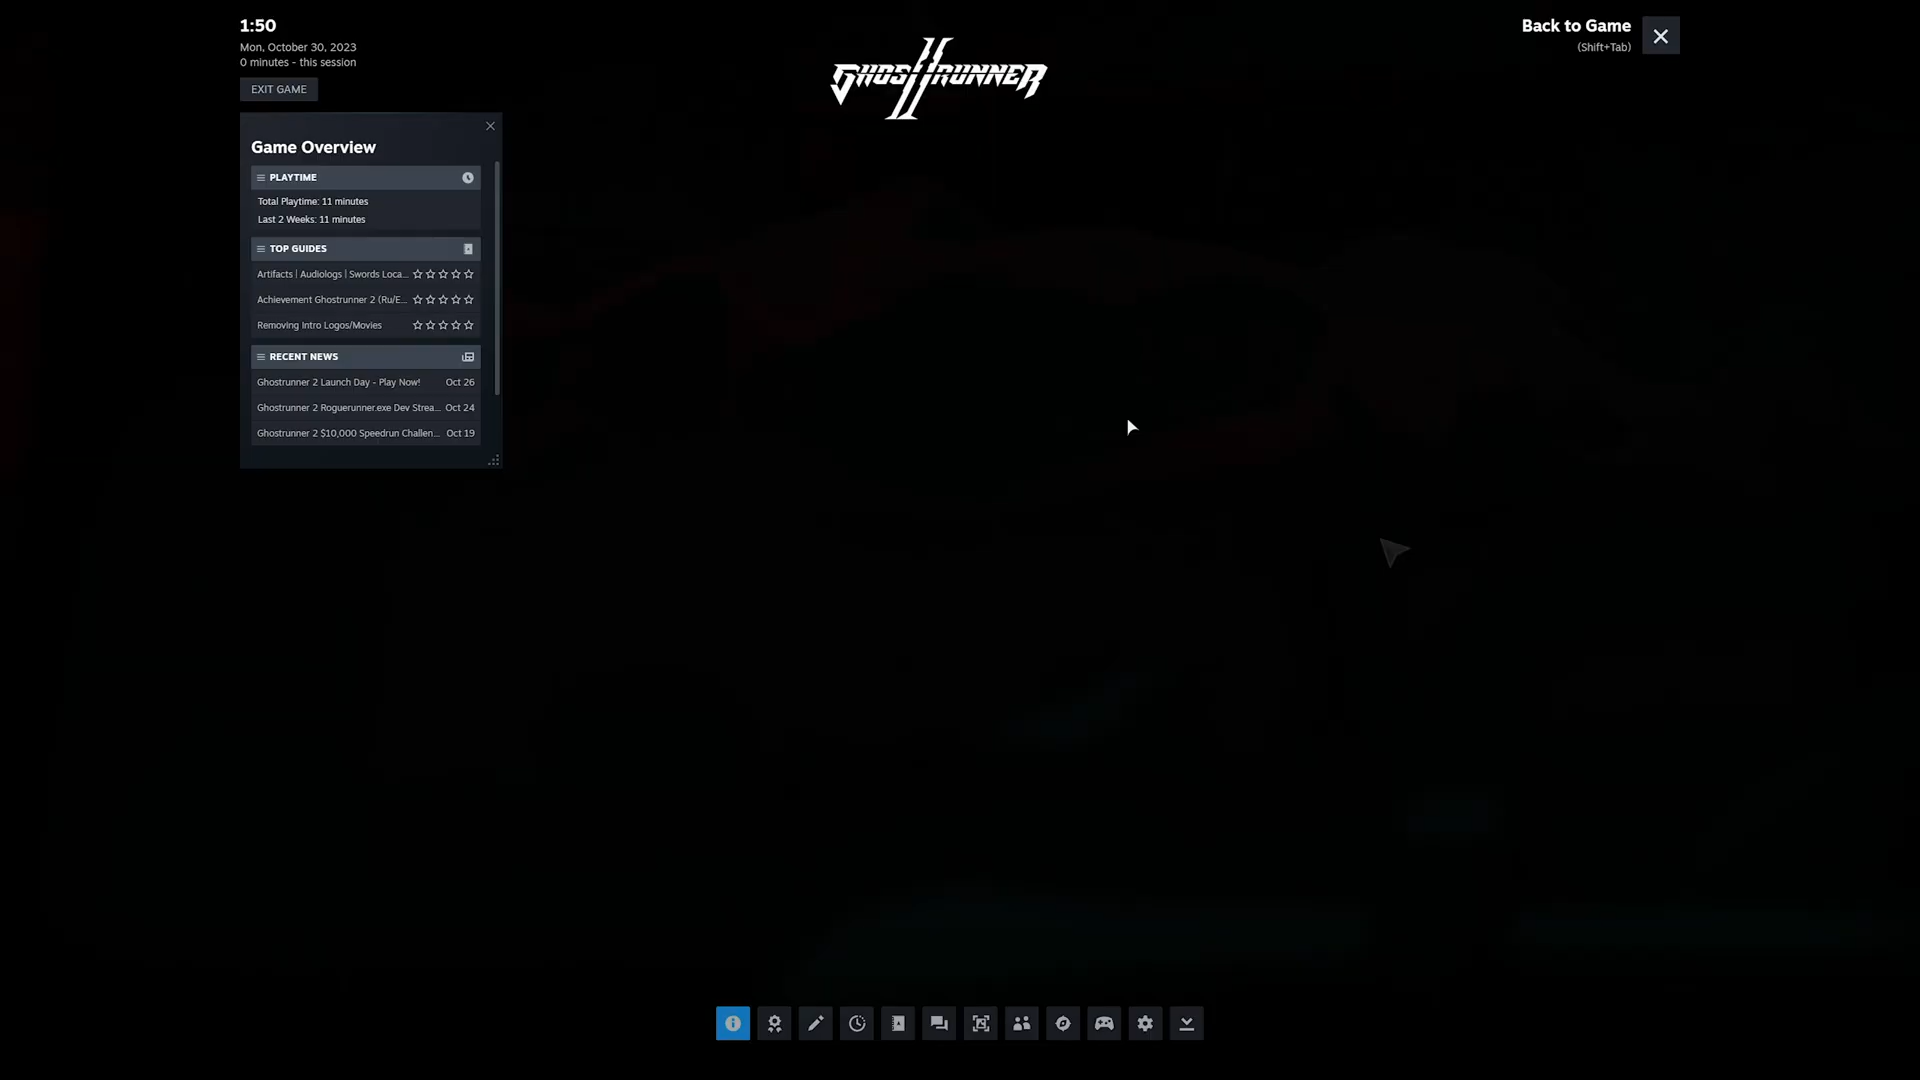 1:50
Mon, October 30, 2023
0 minutes - this session
EXIT GAME
GHOSTRUNNER
II
Back to Game
(Shift+Tab)
Game Overview
PLAYTIME
Total Playtime: 11 minutes
Last 2 Weeks: 11 minutes
TOP GUIDES
Artifacts | Audiologs | Swords Loca...
Achievement Ghostrunner 2 (Ru/E...
Removing Intro Logos/Movies
RECENT NEWS
Ghostrunner 2 Launch Day - Play Now! Oct 26
Ghostrunner 2 Roguerunner.exe Dev Strea... Oct 24
Ghostrunner 2 $10,000 Speedrun Challen... Oct 19